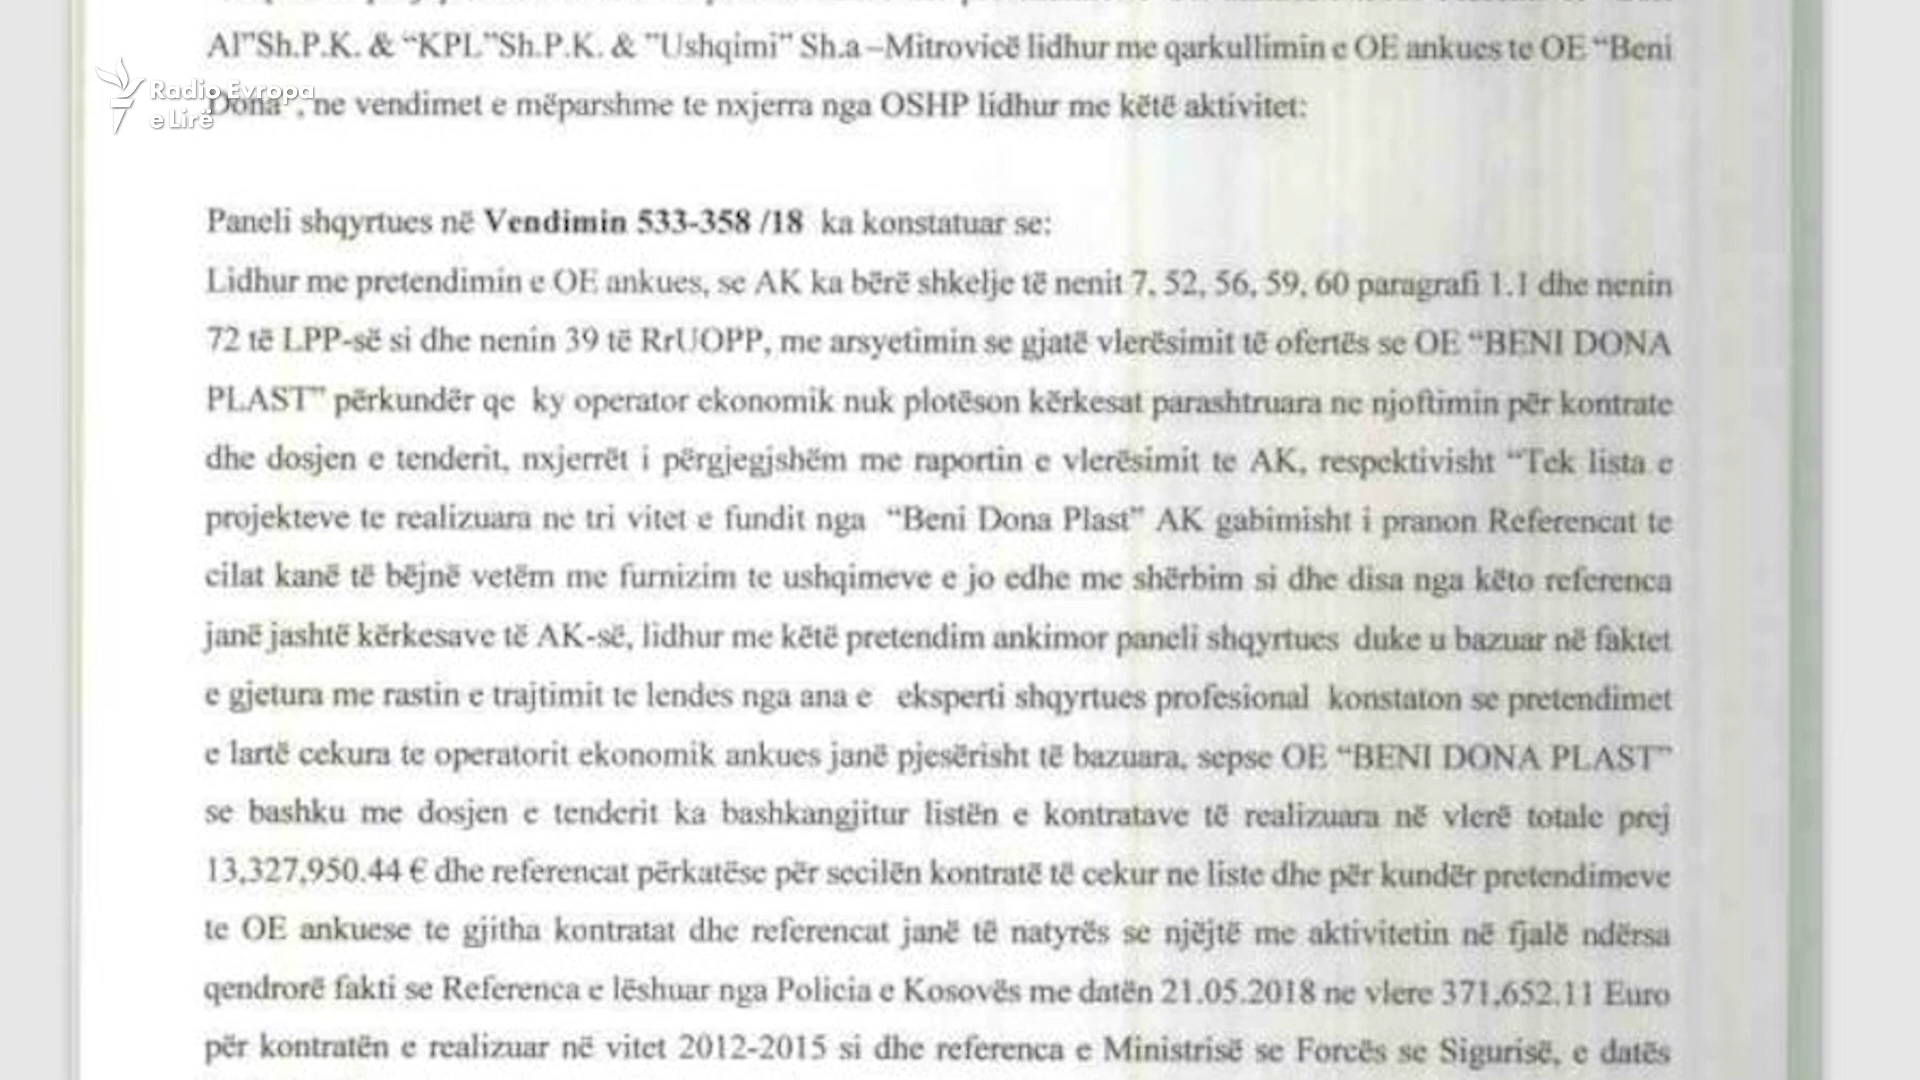 Al"Sh.P.K. & "KPL"Sh.P.K. & "Ushqimi" Sh.a –Mitrovicë lidhur me qarkullimin e OE ankues te OE "Beni
Radio Evropa
e Lirë
Dona", ne vendimet e mëparshme te nxjerra nga OSHP lidhur me këtë aktivitet:
Paneli shqyrtues në Vendimin 533-358 /18 ka konstatuar se:
Lidhur me pretendimin e OE ankues, se AK ka bërë shkelje të nenit 7, 52, 56, 59, 60 paragrafi 1.1 dhe nenin
72 të LPP-së si dhe nenin 39 të RrUOPP, me arsyetimin se gjatë vlerësimit të ofertës se OE "BENI DONA
PLAST" përkundër qe ky operator ekonomik nuk plotëson kërkesat parashtruara ne njoftimin për kontrate
dhe dosjen e tenderit, nxjerrët i përgjegjshëm me raportin e vlerësimit te AK, respektivisht "Tek lista e
projekteve te realizuara ne tri vitet e fundit nga "Beni Dona Plast" AK gabimisht i pranon Referencat te
cilat kanë të bëjnë vetëm me furnizim te ushqimeve e jo edhe me shërbim si dhe disa nga këto referenca
janë jashtë kërkesave të AK-së, lidhur me këtë pretendim ankimor paneli shqyrtues duke u bazuar në faktet
e gjetura me rastin e trajtimit te lendes nga ana e eksperti shqyrtues profesional konstaton se pretendimet
e lartë cekura te operatorit ekonomik ankues janë pjesërisht të bazuara, sepse OE "BENI DONA PLAST"
se bashku me dosjen e tenderit ka bashkangjitur listën e kontratave të realizuara në vlerë totale prej
13,327,950.44 € dhe referencat përkatëse për secilën kontratë të cekur ne liste dhe për kundër pretendimeve
te OE ankuese te gjitha kontratat dhe referencat janë të natyrës se njëjtë me aktivitetin në fjalë ndërsa
qendrorë fakti se Referenca e lëshuar nga Policia e Kosovës me datën 21.05.2018 ne vlere 371,652.11 Euro
për kontratën e realizuar në vitet 2012-2015 si dhe referenca e Ministrisë se Forcës se Sigurisë, e datës